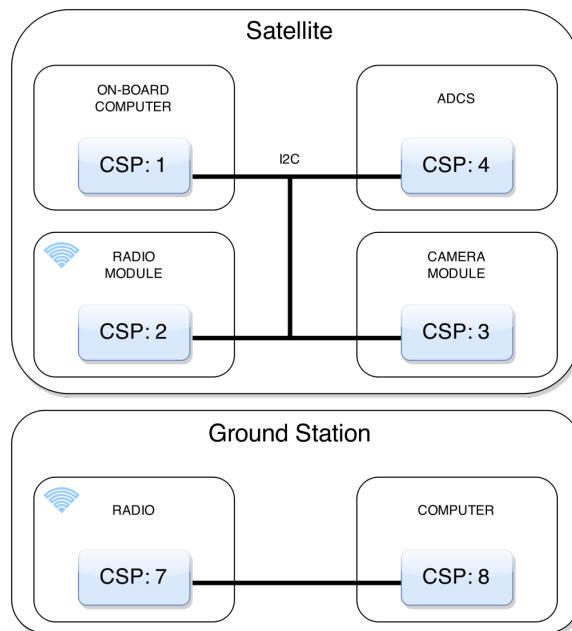 Satellite
ON-BOARD
COMPUTER
CSP: 1
I2C
ADCS
CSP: 4
RADIO
MODULE
CSP: 2
CAMERA
MODULE
CSP: 3
Ground Station
RADIO
CSP: 7
COMPUTER
CSP: 8